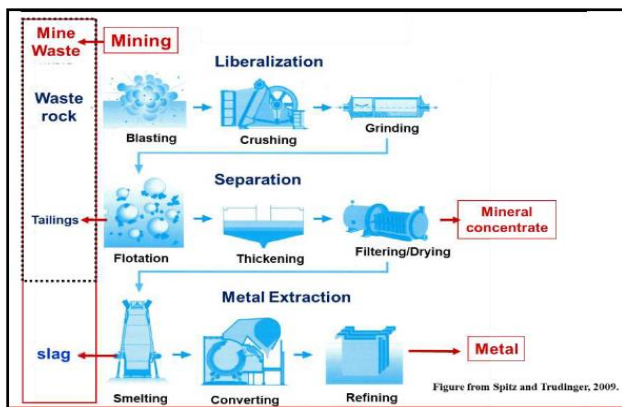 Mine
Waste
Mining
Liberalization
Waste
rock
Blasting
Crushing
Grinding
Separation
Tailings
Mineral
concentrate
Flotation
Thickening
Filtering/Drying
Metal Extraction
slag
Metal
Smelting
Converting
Refining
Figure from Spitz and Trudinger, 2009.